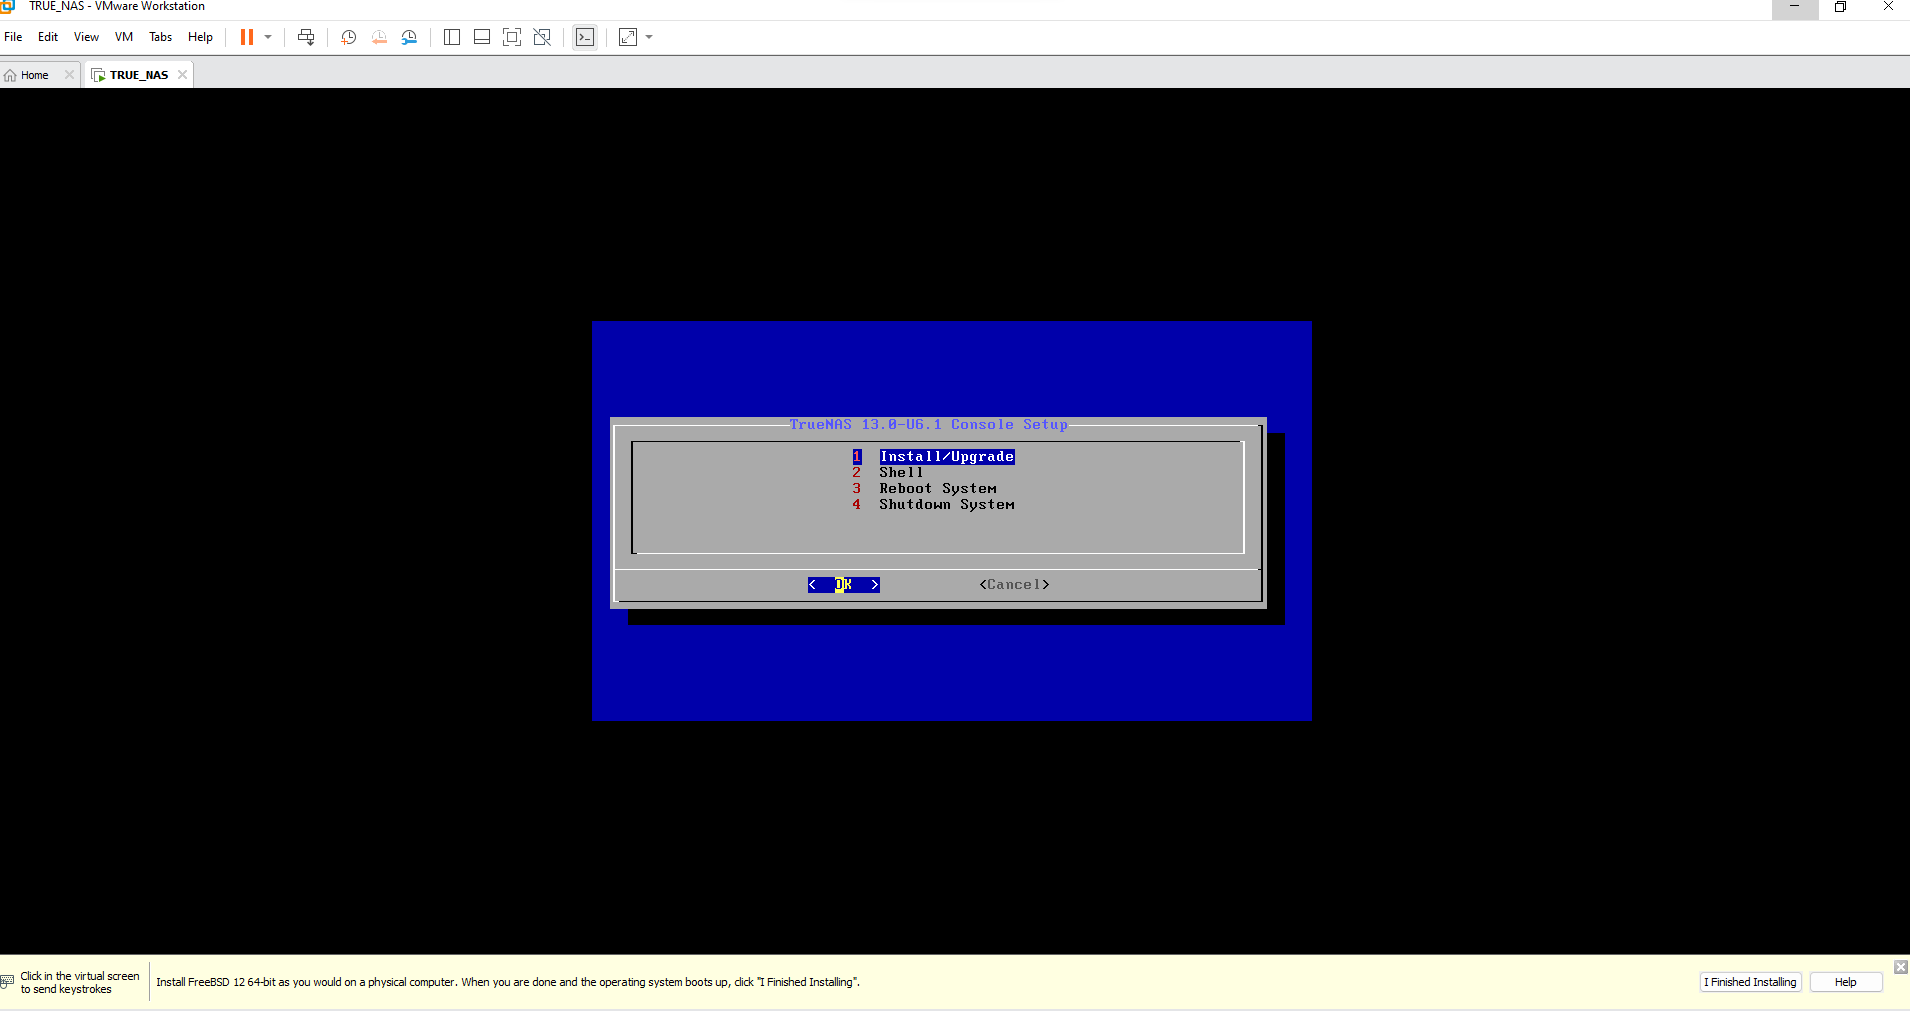 TRUE_NAS - VMware Workstation
File Edit View VM Tabs Help
Home TRUE_NAS
TrueNAS 13.0-U6.1 Console Setup
1 Install/Upgrade
2 Shell
3 Reboot System
4 Shutdown System
< OK > <Cancel>
Click in the virtual screen
to send keystrokes
Install FreeBSD 12 64-bit as you would on a physical computer. When you are done and the operating system boots up, click "I Finished Installing".
I Finished Installing Help